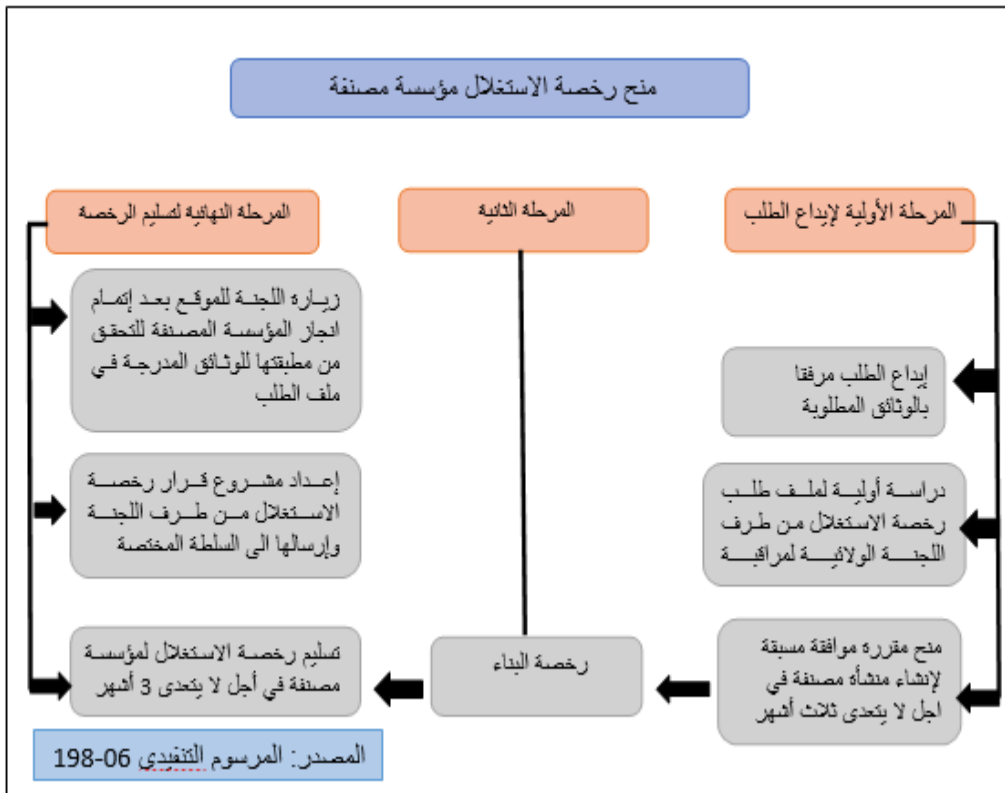 منح رخصة الاستغلال مؤسسة مصنفة
المرحلة الأولية لإيداع الطلب
إيداع الطلب مرفقا
بالوثائق المطلوبة
دراسة أولية لملف طلب
رخصة الاستغلال من طرف
اللجنة الولائية لمراقبة
منح مقررة موافقة مسبقة
لإنشاء منشأة مصنفة في
اجل لا يتعدى ثلاث أشهر
المرحلة الثانية
رخصة البناء
المرحلة النهائية لتسليم الرخصة
زيارة اللجنة للموقع بعد إتمام
انجاز المؤسسة المصنفة للتحقق
من مطبقتها للوثائق المدرجة في
ملف الطلب
إعداد مشروع قرار رخصة
الاستغلال من طرف اللجنة
وإرسالها الى السلطة المختصة
تسليم رخصة الاستغلال لمؤسسة
مصنفة في أجل لا يتعدى 3 أشهر
المصدر: المرسوم التنفيدي 06-198